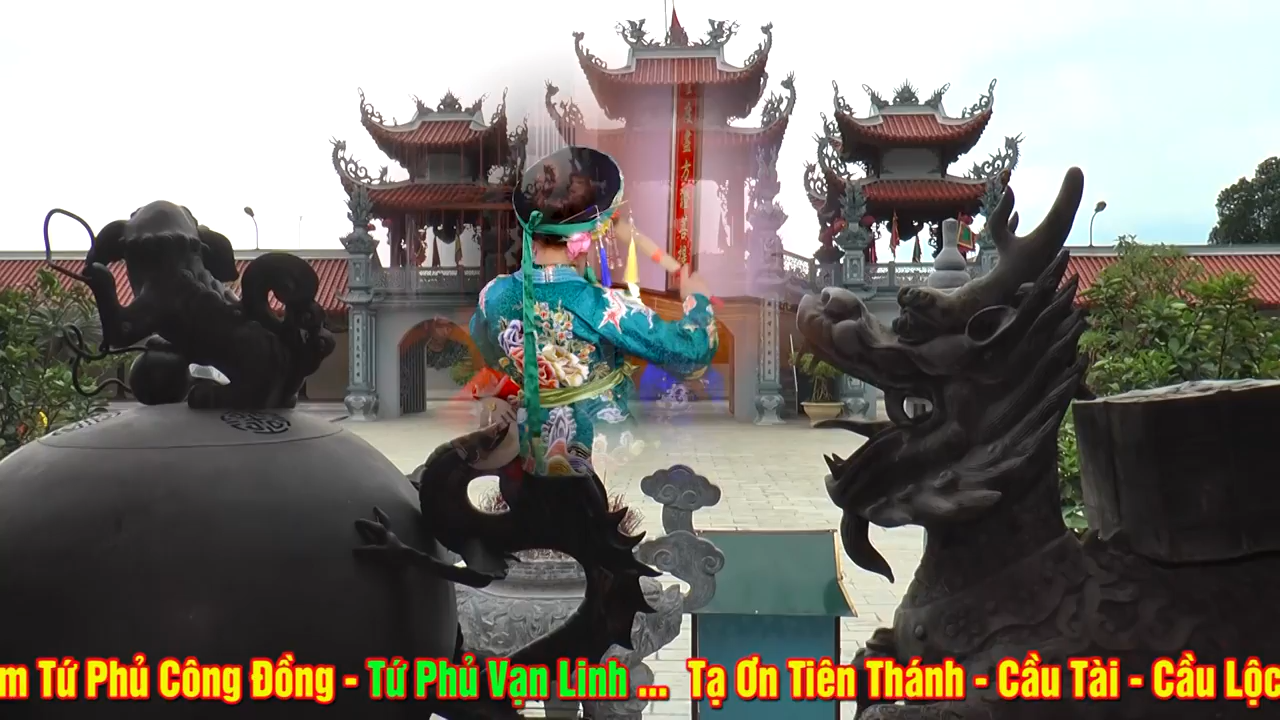 m Tứ Phủ Công Đồng - Tứ Phủ Vạn Linh ... Tạ Ơn Tiên Thánh - Cầu Tài - Cầu Lộc